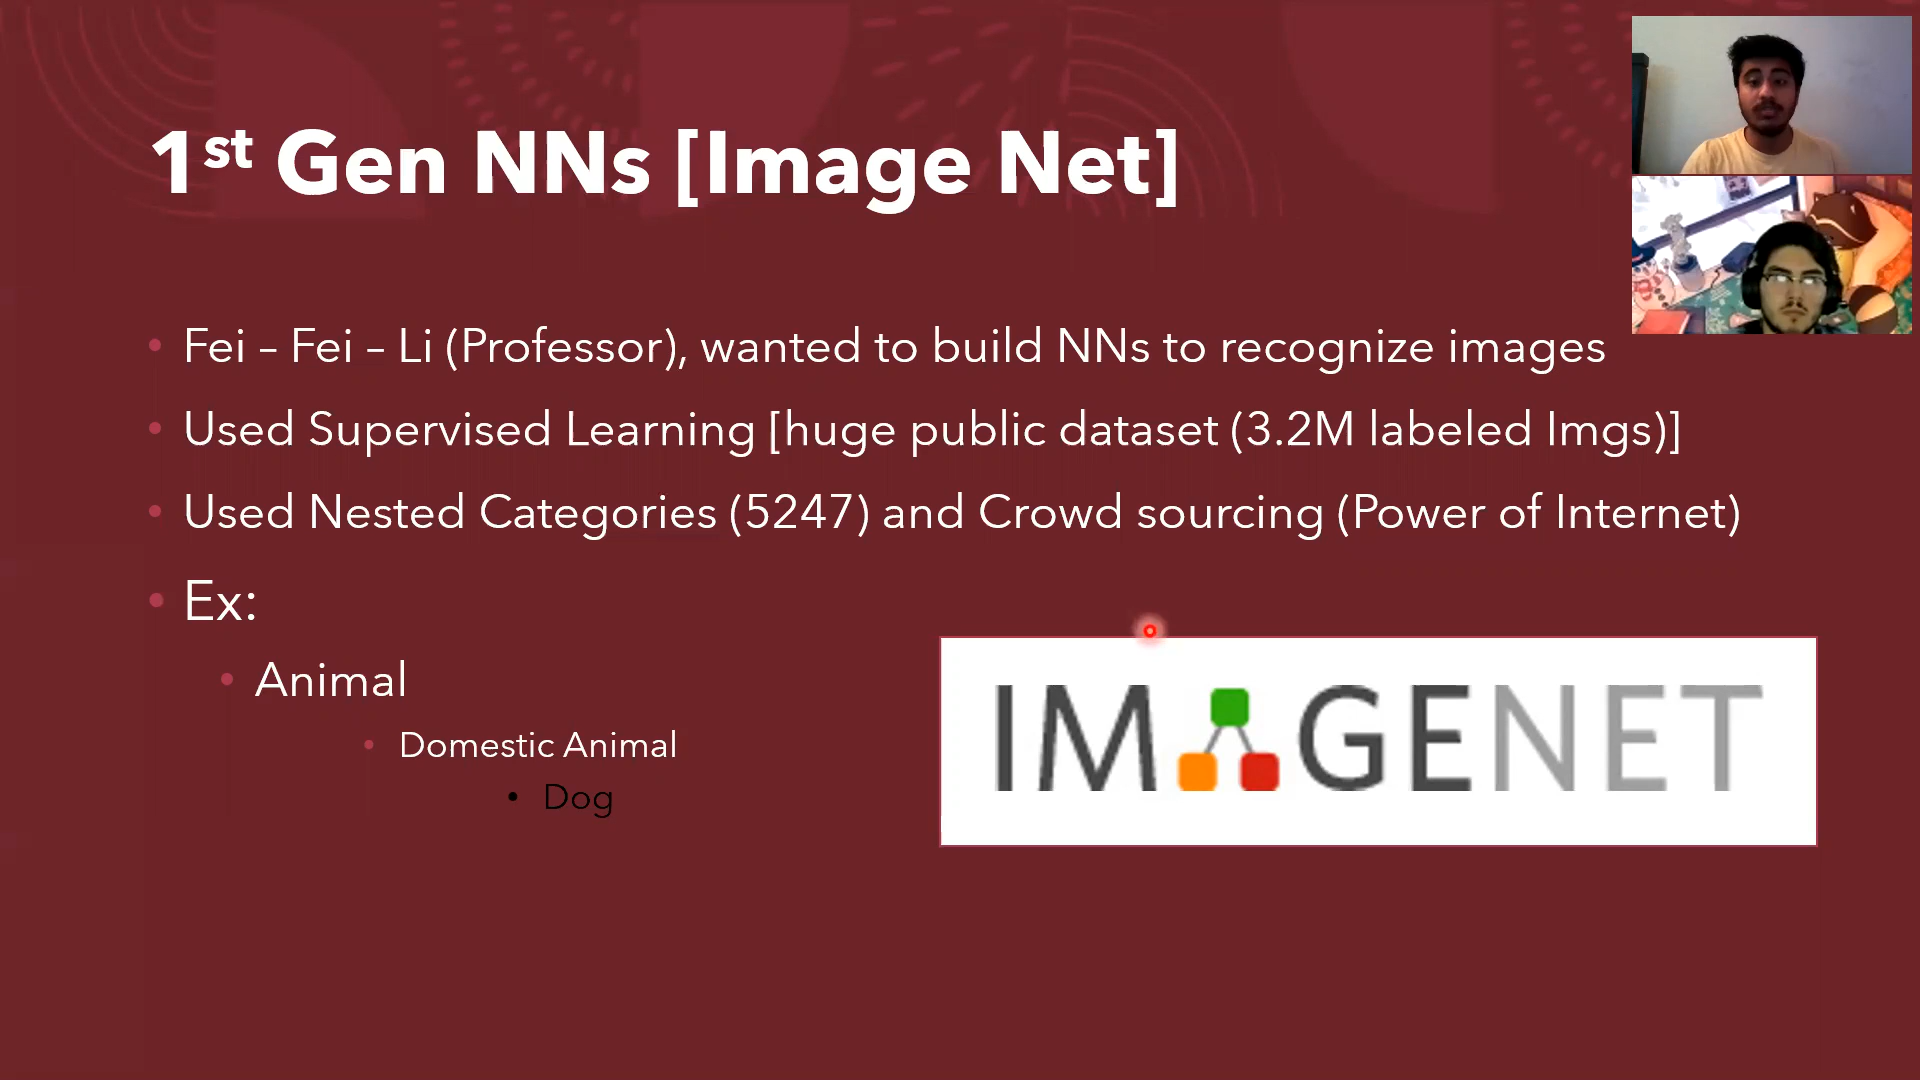 1st Gen NNs [Image Net]
• Fei – Fei – Li (Professor), wanted to build NNs to recognize images
• Used Supervised Learning [huge public dataset (3.2M labeled Imgs)]
• Used Nested Categories (5247) and Crowd sourcing (Power of Internet)
• Ex:
• Animal
• Domestic Animal
• Dog
IMAGENET